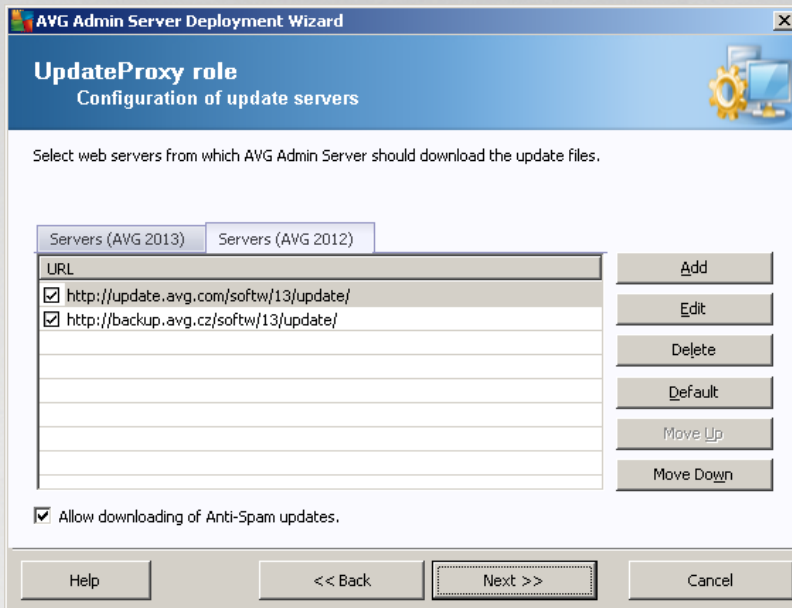 AVG Admin Server Deployment Wizard
UpdateProxy role
Configuration of update servers
Select web servers from which AVG Admin Server should download the update files.
Servers (AVG 2013) Servers (AVG 2012)
URL
http://update.avg.com/softw/13/update/
http://backup.avg.cz/softw/13/update/
Add
Edit
Delete
Default
Move Up
Move Down
Allow downloading of Anti-Spam updates.
Help << Back Next >> Cancel